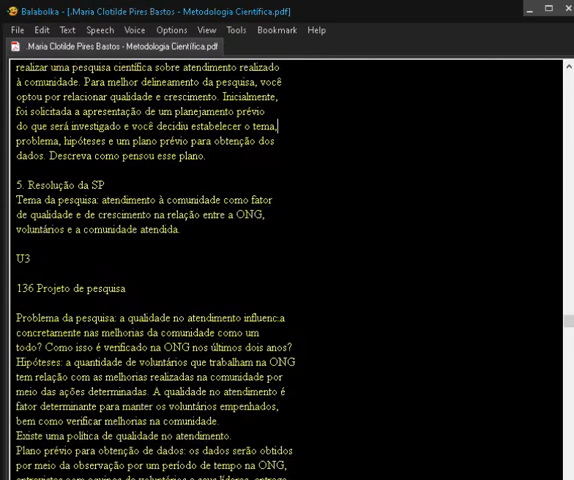 Balabolka - [.Maria Clotilde Pires Bastos - Metodologia Científica.pdf]
File Edit Text Speech Voice Options View Tools Bookmark Help
.Maria Clotilde Pires Bastos - Metodologia Científica.pdf
realizar uma pesquisa científica sobre atendimento realizado
à comunidade. Para melhor delineamento da pesquisa, você
optou por relacionar qualidade e crescimento. Inicialmente,
foi solicitada a apresentação de um planejamento prévio
do que será investigado e você decidiu estabelecer o tema,
problema, hipóteses e um plano prévio para obtenção dos
dados. Descreva como pensou esse plano.
5. Resolução da SP
Tema da pesquisa: atendimento à comunidade como fator
de qualidade e de crescimento na relação entre a ONG,
voluntários e a comunidade atendida.
U3
136 Projeto de pesquisa
Problema da pesquisa: a qualidade no atendimento influenc:a
concretamente nas melhorias da comunidade como um
todo? Como isso é verificado na ONG nos últimos dois anos?
Hipóteses: a quantidade de voluntários que trabalham na ONG
tem relação com as melhorias realizadas na comunidade por
meio das ações determinadas. A qualidade no atendimento é
fator determinante para manter os voluntários empenhados,
bem como verificar melhorias na comunidade.
Existe uma política de qualidade no atendimento.
Plano prévio para obtenção de dados: os dados serão obtidos
por meio da observação por um período de tempo na ONG,